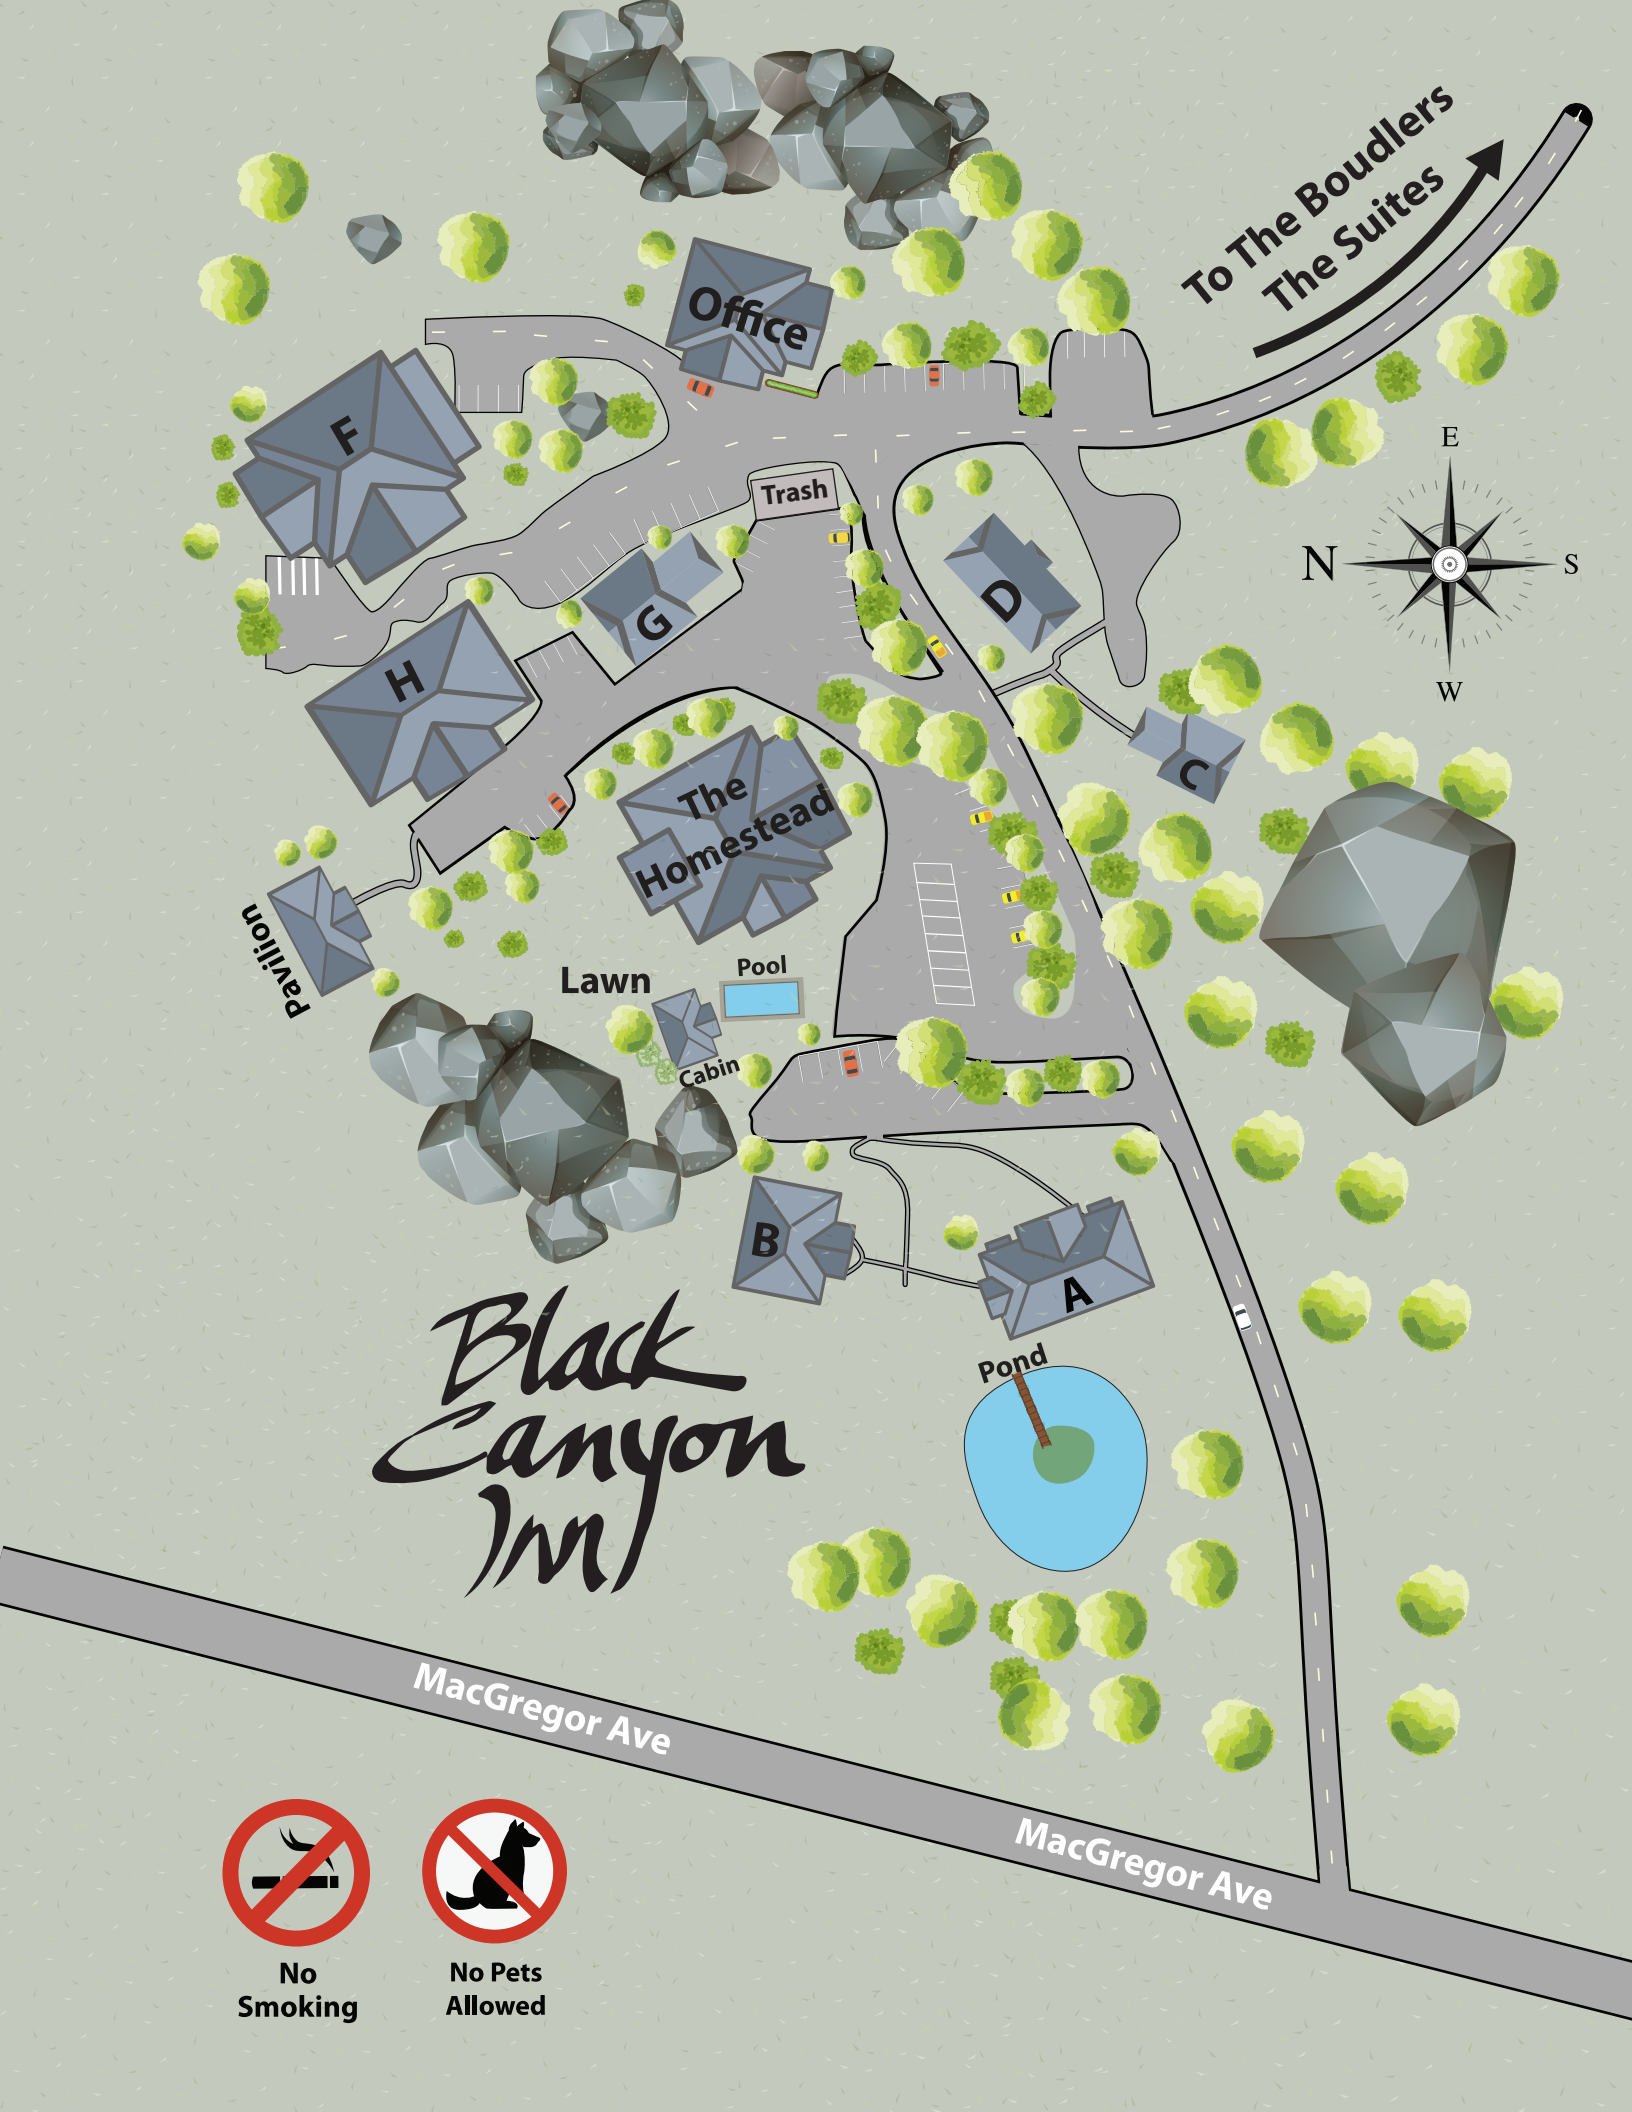 To The Boudlers
The Suites
Office
F
E
N
S
W
Trash
D
G
H
C
The
Homestead
Pavilion
Lawn
Pool
Cabin
B
A
Black
Canyon
Inn
Pond
MacGregor Ave
MacGregor Ave
No
Smoking
No Pets
Allowed